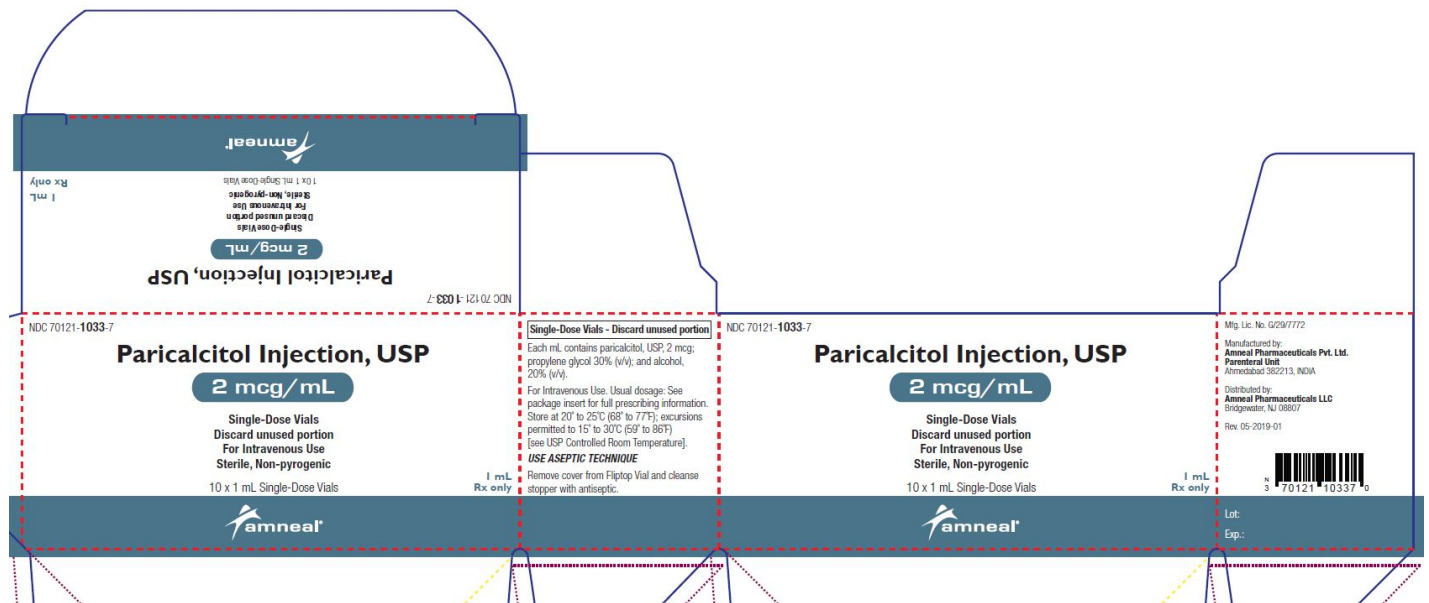 amneal®
1 mL
Rx only
10 x 1 mL Single-Dose Vials
Sterile, Non-pyrogenic
For Intravenous Use
Discard unused portion
Single-Dose Vials
2 mcg/mL
Paricalcitol Injection, USP
NDC 70121-1033-7
NDC 70121-1033-7
Paricalcitol Injection, USP
2 mcg/mL
Single-Dose Vials
Discard unused portion
For Intravenous Use
Sterile, Non-pyrogenic
10 x 1 mL Single-Dose Vials
1 mL
Rx only
amneal®
Single-Dose Vials - Discard unused portion
Each mL contains paricalcitol, USP, 2 mcg;
propylene glycol 30% (v/v); and alcohol,
20% (v/v).
For Intravenous Use. Usual dosage: See
package insert for full prescribing information.
Store at 20° to 25°C (68° to 77°F); excursions
permitted to 15° to 30°C (59° to 86°F)
[see USP Controlled Room Temperature].
USE ASEPTIC TECHNIQUE
Remove cover from Fliptop Vial and cleanse
stopper with antiseptic.
NDC 70121-1033-7
Paricalcitol Injection, USP
2 mcg/mL
Single-Dose Vials
Discard unused portion
For Intravenous Use
Sterile, Non-pyrogenic
10 x 1 mL Single-Dose Vials
1 mL
Rx only
amneal®
Mfg. Lic. No. G/29/7772
Manufactured by:
Amneal Pharmaceuticals Pvt. Ltd.
Parenteral Unit
Ahmedabad 382213, INDIA
Distributed by:
Amneal Pharmaceuticals LLC
Bridgewater, NJ 08807
Rev. 05-2019-01
N
3 70121 10337 0
Lot:
Exp.: